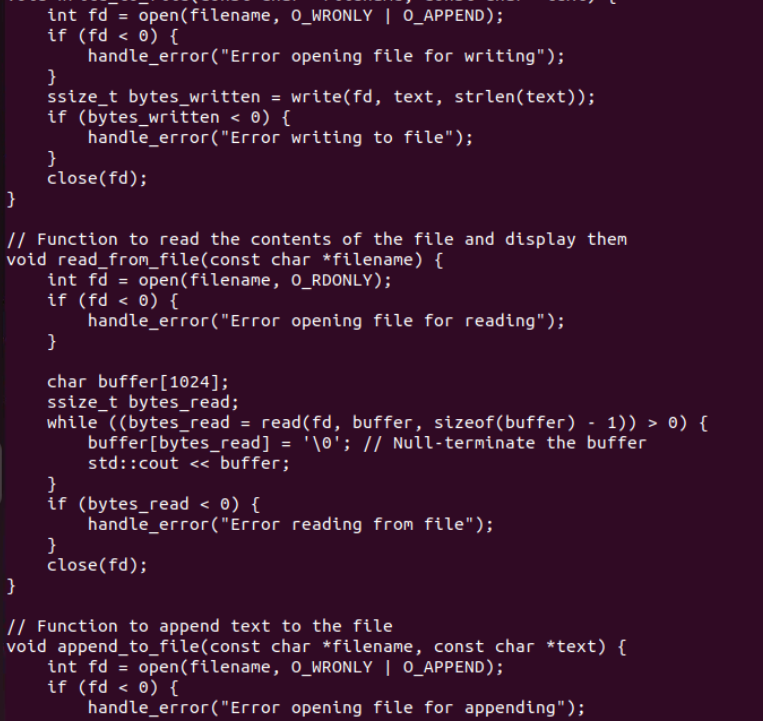 int fd = open(filename, O_WRONLY | O_APPEND);
    if (fd < 0) {
        handle_error("Error opening file for writing");
    }
    ssize_t bytes_written = write(fd, text, strlen(text));
    if (bytes_written < 0) {
        handle_error("Error writing to file");
    }
    close(fd);
}

// Function to read the contents of the file and display them
void read_from_file(const char *filename) {
    int fd = open(filename, O_RDONLY);
    if (fd < 0) {
        handle_error("Error opening file for reading");
    }

    char buffer[1024];
    ssize_t bytes_read;
    while ((bytes_read = read(fd, buffer, sizeof(buffer) - 1)) > 0) {
        buffer[bytes_read] = '\0'; // Null-terminate the buffer
        std::cout << buffer;
    }
    if (bytes_read < 0) {
        handle_error("Error reading from file");
    }
    close(fd);
}

// Function to append text to the file
void append_to_file(const char *filename, const char *text) {
    int fd = open(filename, O_WRONLY | O_APPEND);
    if (fd < 0) {
        handle_error("Error opening file for appending");